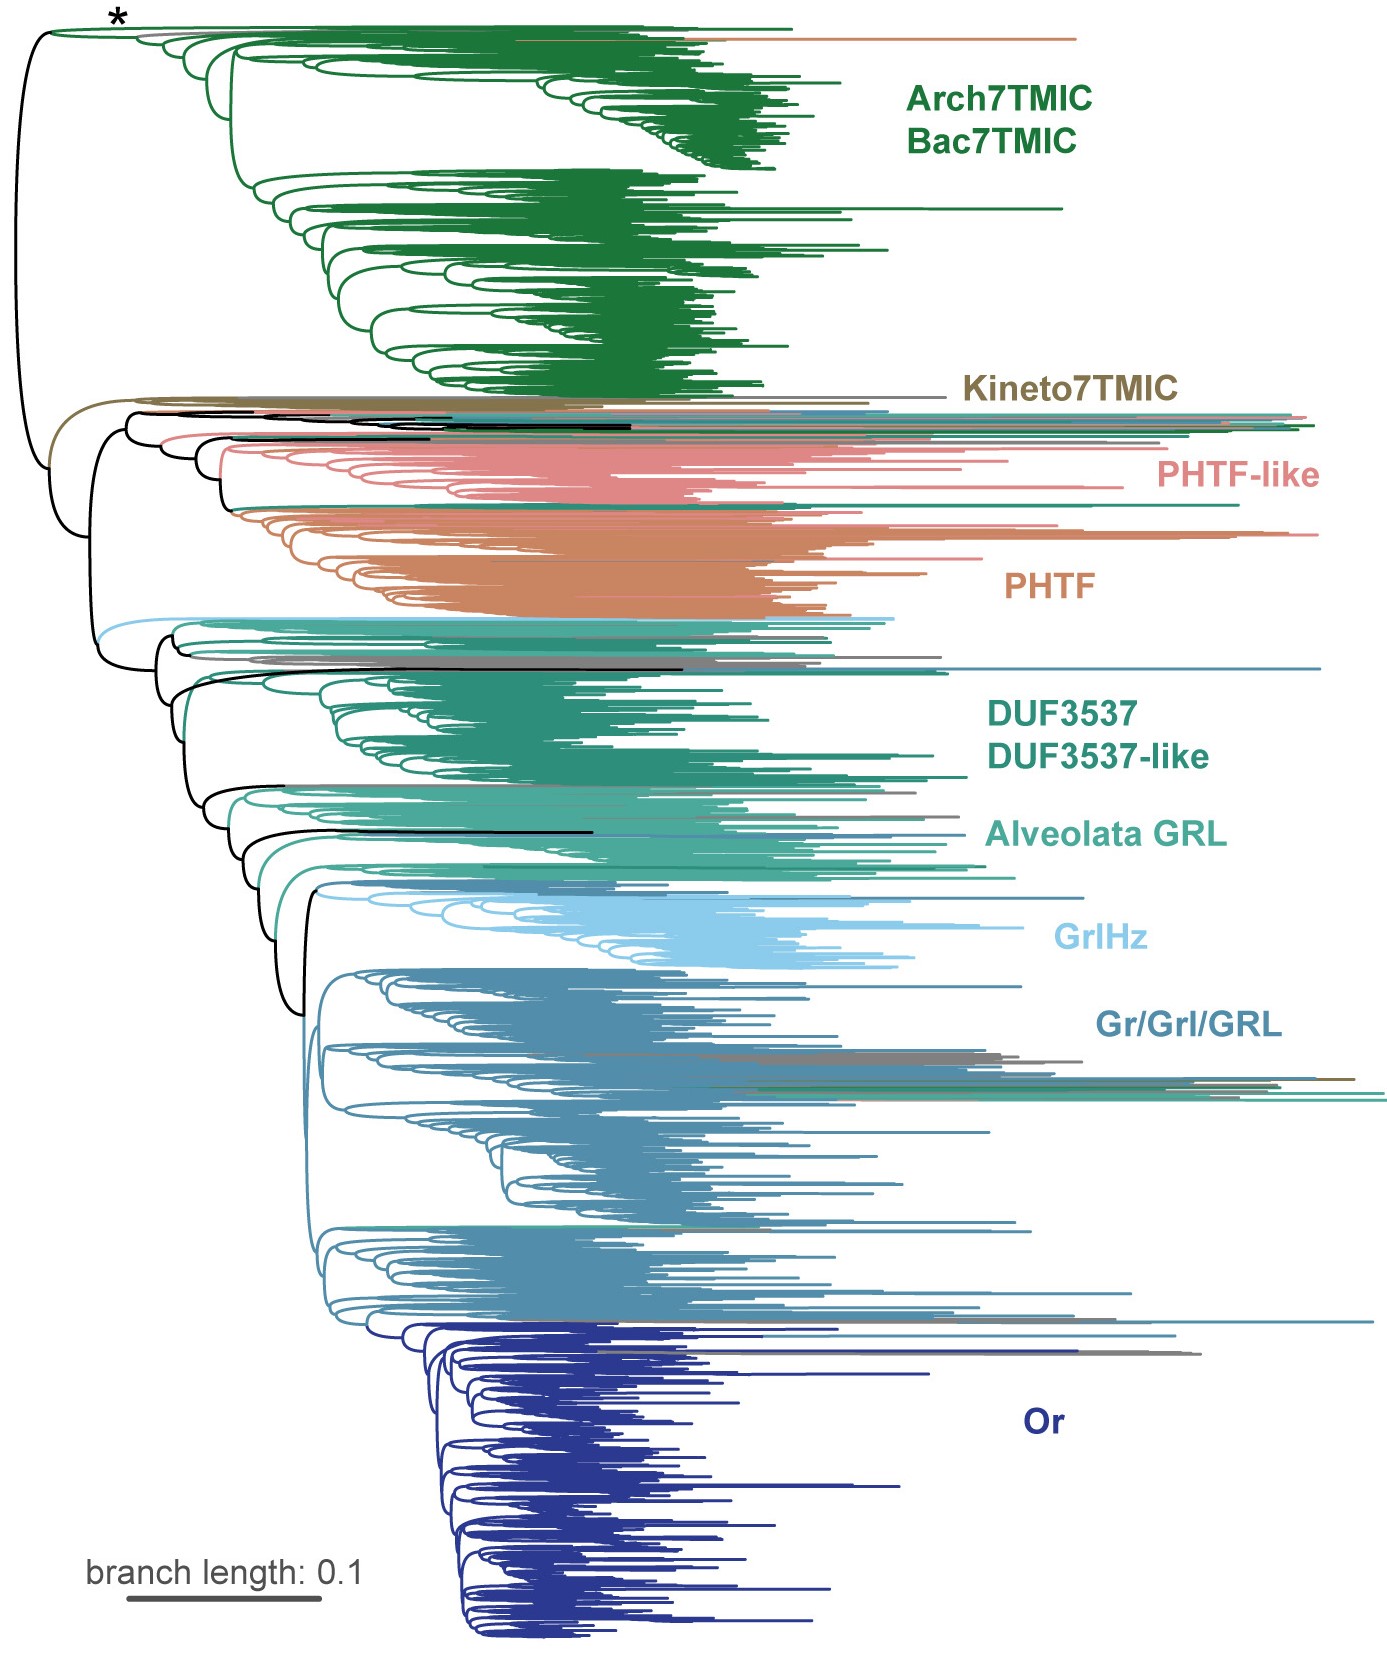 *
Arch7TMIC
Bac7TMIC
Kineto7TMIC
PHTF-like
PHTF
DUF3537
DUF3537-like
Alveolata GRL
GrlHz
Gr/Grl/GRL
Or
branch length: 0.1